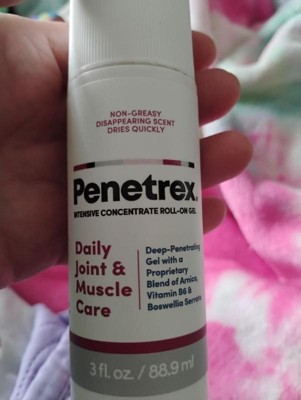 NON-GREASY
DISAPPEARING SCENT
DRIES QUICKLY
Penetrex®
INTENSIVE CONCENTRATE ROLL-ON GEL
Daily
Joint &
Muscle
Care
Deep-Penetrating
Gel with a
Proprietary
Blend of Arnica,
Vitamin B6 &
Boswellia Serrata
3 fl. oz. / 88.9 ml